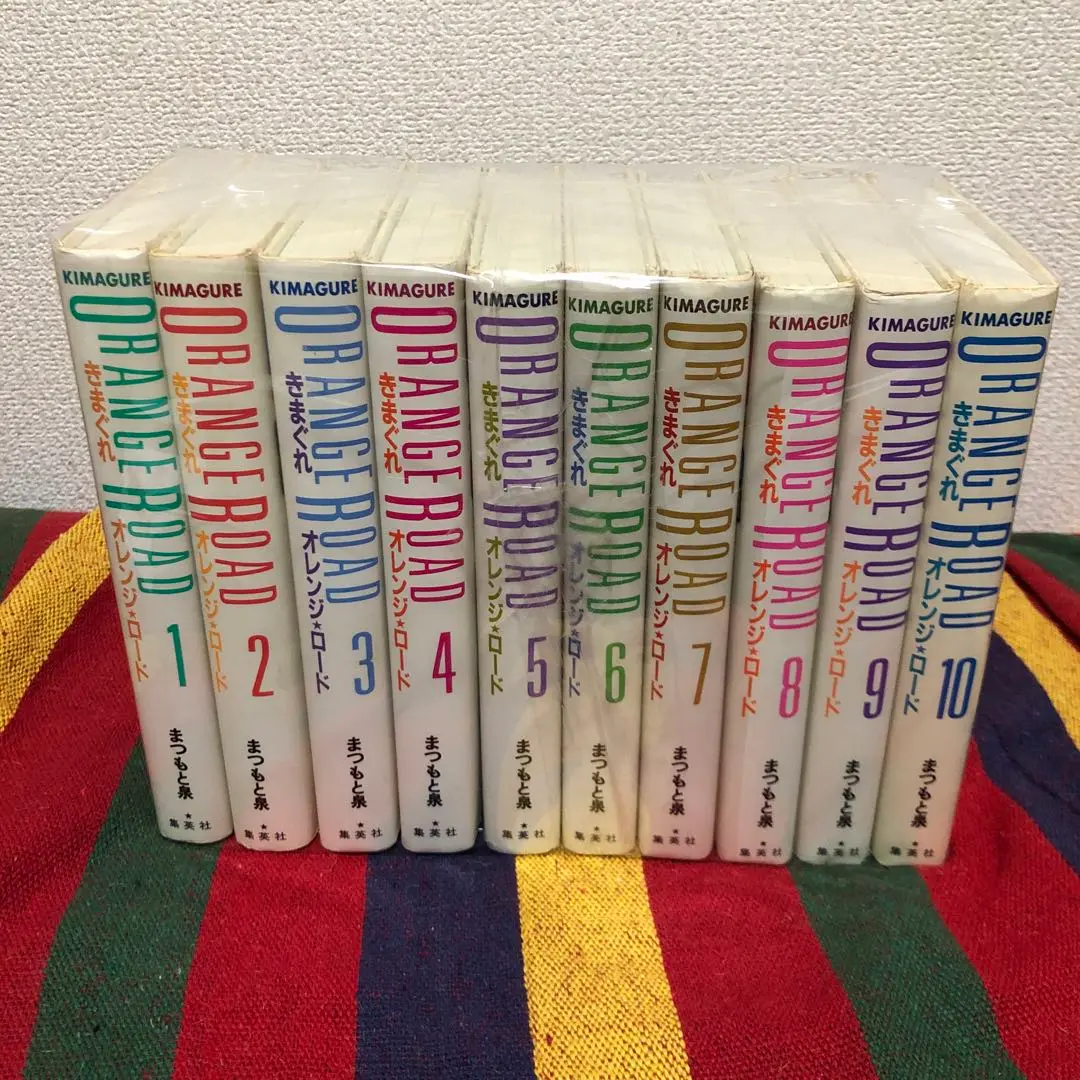 KIMAGURE
ORANGE ROAD
きまぐれ
オレンジ★ロード
1
まつもと泉
★
集英社
KIMAGURE
ORANGE ROAD
きまぐれ
オレンジ★ロード
2
まつもと泉
★
集英社
KIMAGURE
ORANGE ROAD
きまぐれ
オレンジ★ロード
3
まつもと泉
★
集英社
KIMAGURE
ORANGE ROAD
きまぐれ
オレンジ★ロード
4
まつもと泉
★
集英社
KIMAGURE
ORANGE ROAD
きまぐれ
オレンジ★ロード
5
まつもと泉
★
集英社
KIMAGURE
ORANGE ROAD
きまぐれ
オレンジ★ロード
6
まつもと泉
★
集英社
KIMAGURE
ORANGE ROAD
きまぐれ
オレンジ★ロード
7
まつもと泉
★
集英社
KIMAGURE
ORANGE ROAD
きまぐれ
オレンジ★ロード
8
まつもと泉
★
集英社
KIMAGURE
ORANGE ROAD
きまぐれ
オレンジ★ロード
9
まつもと泉
★
集英社
KIMAGURE
ORANGE ROAD
きまぐれ
オレンジ★ロード
10
まつもと泉
★
集英社